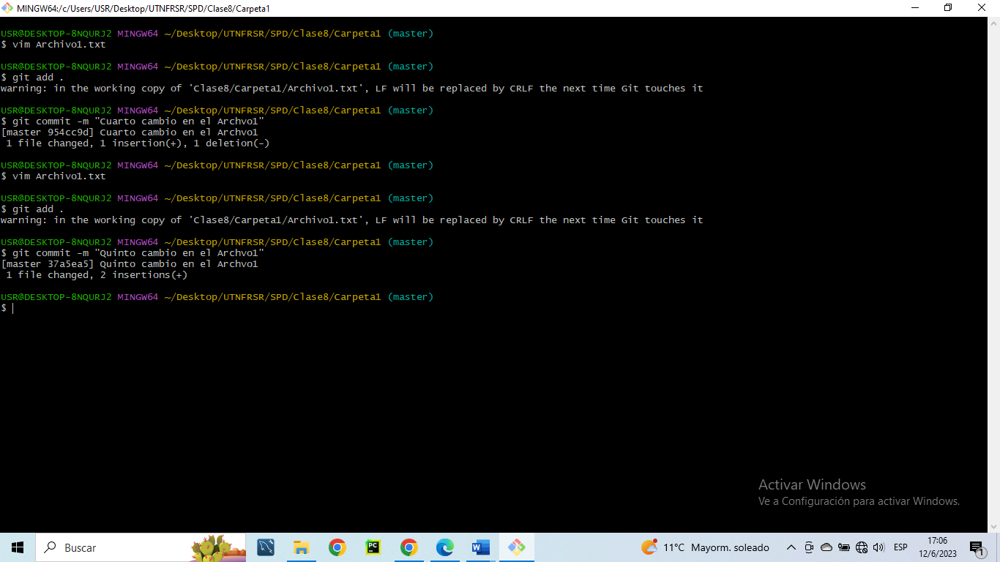 MINGW64:/c/Users/USR/Desktop/UTNFRSR/SPD/Clase8/Carpeta1
USR@DESKTOP-8NQURJ2 MINGW64 ~/Desktop/UTNFRSR/SPD/Clase8/Carpeta1 (master)
$ vim Archivo1.txt
USR@DESKTOP-8NQURJ2 MINGW64 ~/Desktop/UTNFRSR/SPD/Clase8/Carpeta1 (master)
$ git add .
warning: in the working copy of 'Clase8/Carpeta1/Archivo1.txt', LF will be replaced by CRLF the next time Git touches it
USR@DESKTOP-8NQURJ2 MINGW64 ~/Desktop/UTNFRSR/SPD/Clase8/Carpeta1 (master)
$ git commit -m "Cuarto cambio en el Archvo1"
[master 954cc9d] Cuarto cambio en el Archvo1
1 file changed, 1 insertion(+), 1 deletion(-)
USR@DESKTOP-8NQURJ2 MINGW64 ~/Desktop/UTNFRSR/SPD/Clase8/Carpeta1 (master)
$ vim Archivo1.txt
USR@DESKTOP-8NQURJ2 MINGW64 ~/Desktop/UTNFRSR/SPD/Clase8/Carpeta1 (master)
$ git add .
warning: in the working copy of 'Clase8/Carpeta1/Archivo1.txt', LF will be replaced by CRLF the next time Git touches it
USR@DESKTOP-8NQURJ2 MINGW64 ~/Desktop/UTNFRSR/SPD/Clase8/Carpeta1 (master)
$ git commit -m "Quinto cambio en el Archvo1"
[master 37a5ea5] Quinto cambio en el Archvo1
1 file changed, 2 insertions(+)
USR@DESKTOP-8NQURJ2 MINGW64 ~/Desktop/UTNFRSR/SPD/Clase8/Carpeta1 (master)
$
Activar Windows
Ve a Configuración para activar Windows.
Buscar
PC
W
11°C Mayorm. soleado
ESP
17:06
12/6/2023
1